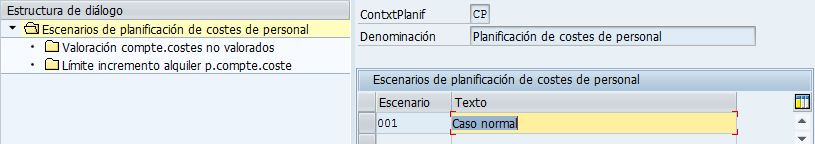 Estructura de diálogo
Escenarios de planificación de costes de personal
Valoración compte.costes no valorados
Límite incremento alquiler p.compte.coste
ContxtPlanif CP
Denominación Planificación de costes de personal
Escenarios de planificación de costes de personal
Escenario Texto
001 Caso normal